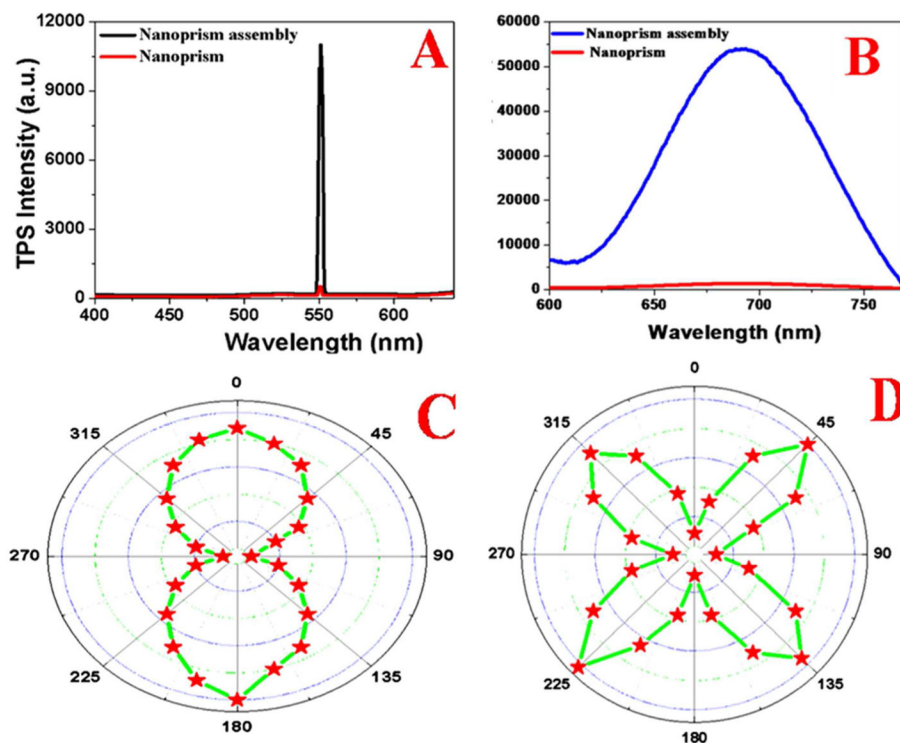 A
Nanoprism assembly
Nanoprism
TPS Intensity (a.u.)
12000
9000
6000
3000
0
400 450 500 550 600
Wavelength (nm)
B
Nanoprism assembly
Nanoprism
60000
50000
40000
30000
20000
10000
0
600 650 700 750
Wavelength (nm)
C
0
45
90
135
180
225
270
315
D
0
45
90
135
180
225
270
315